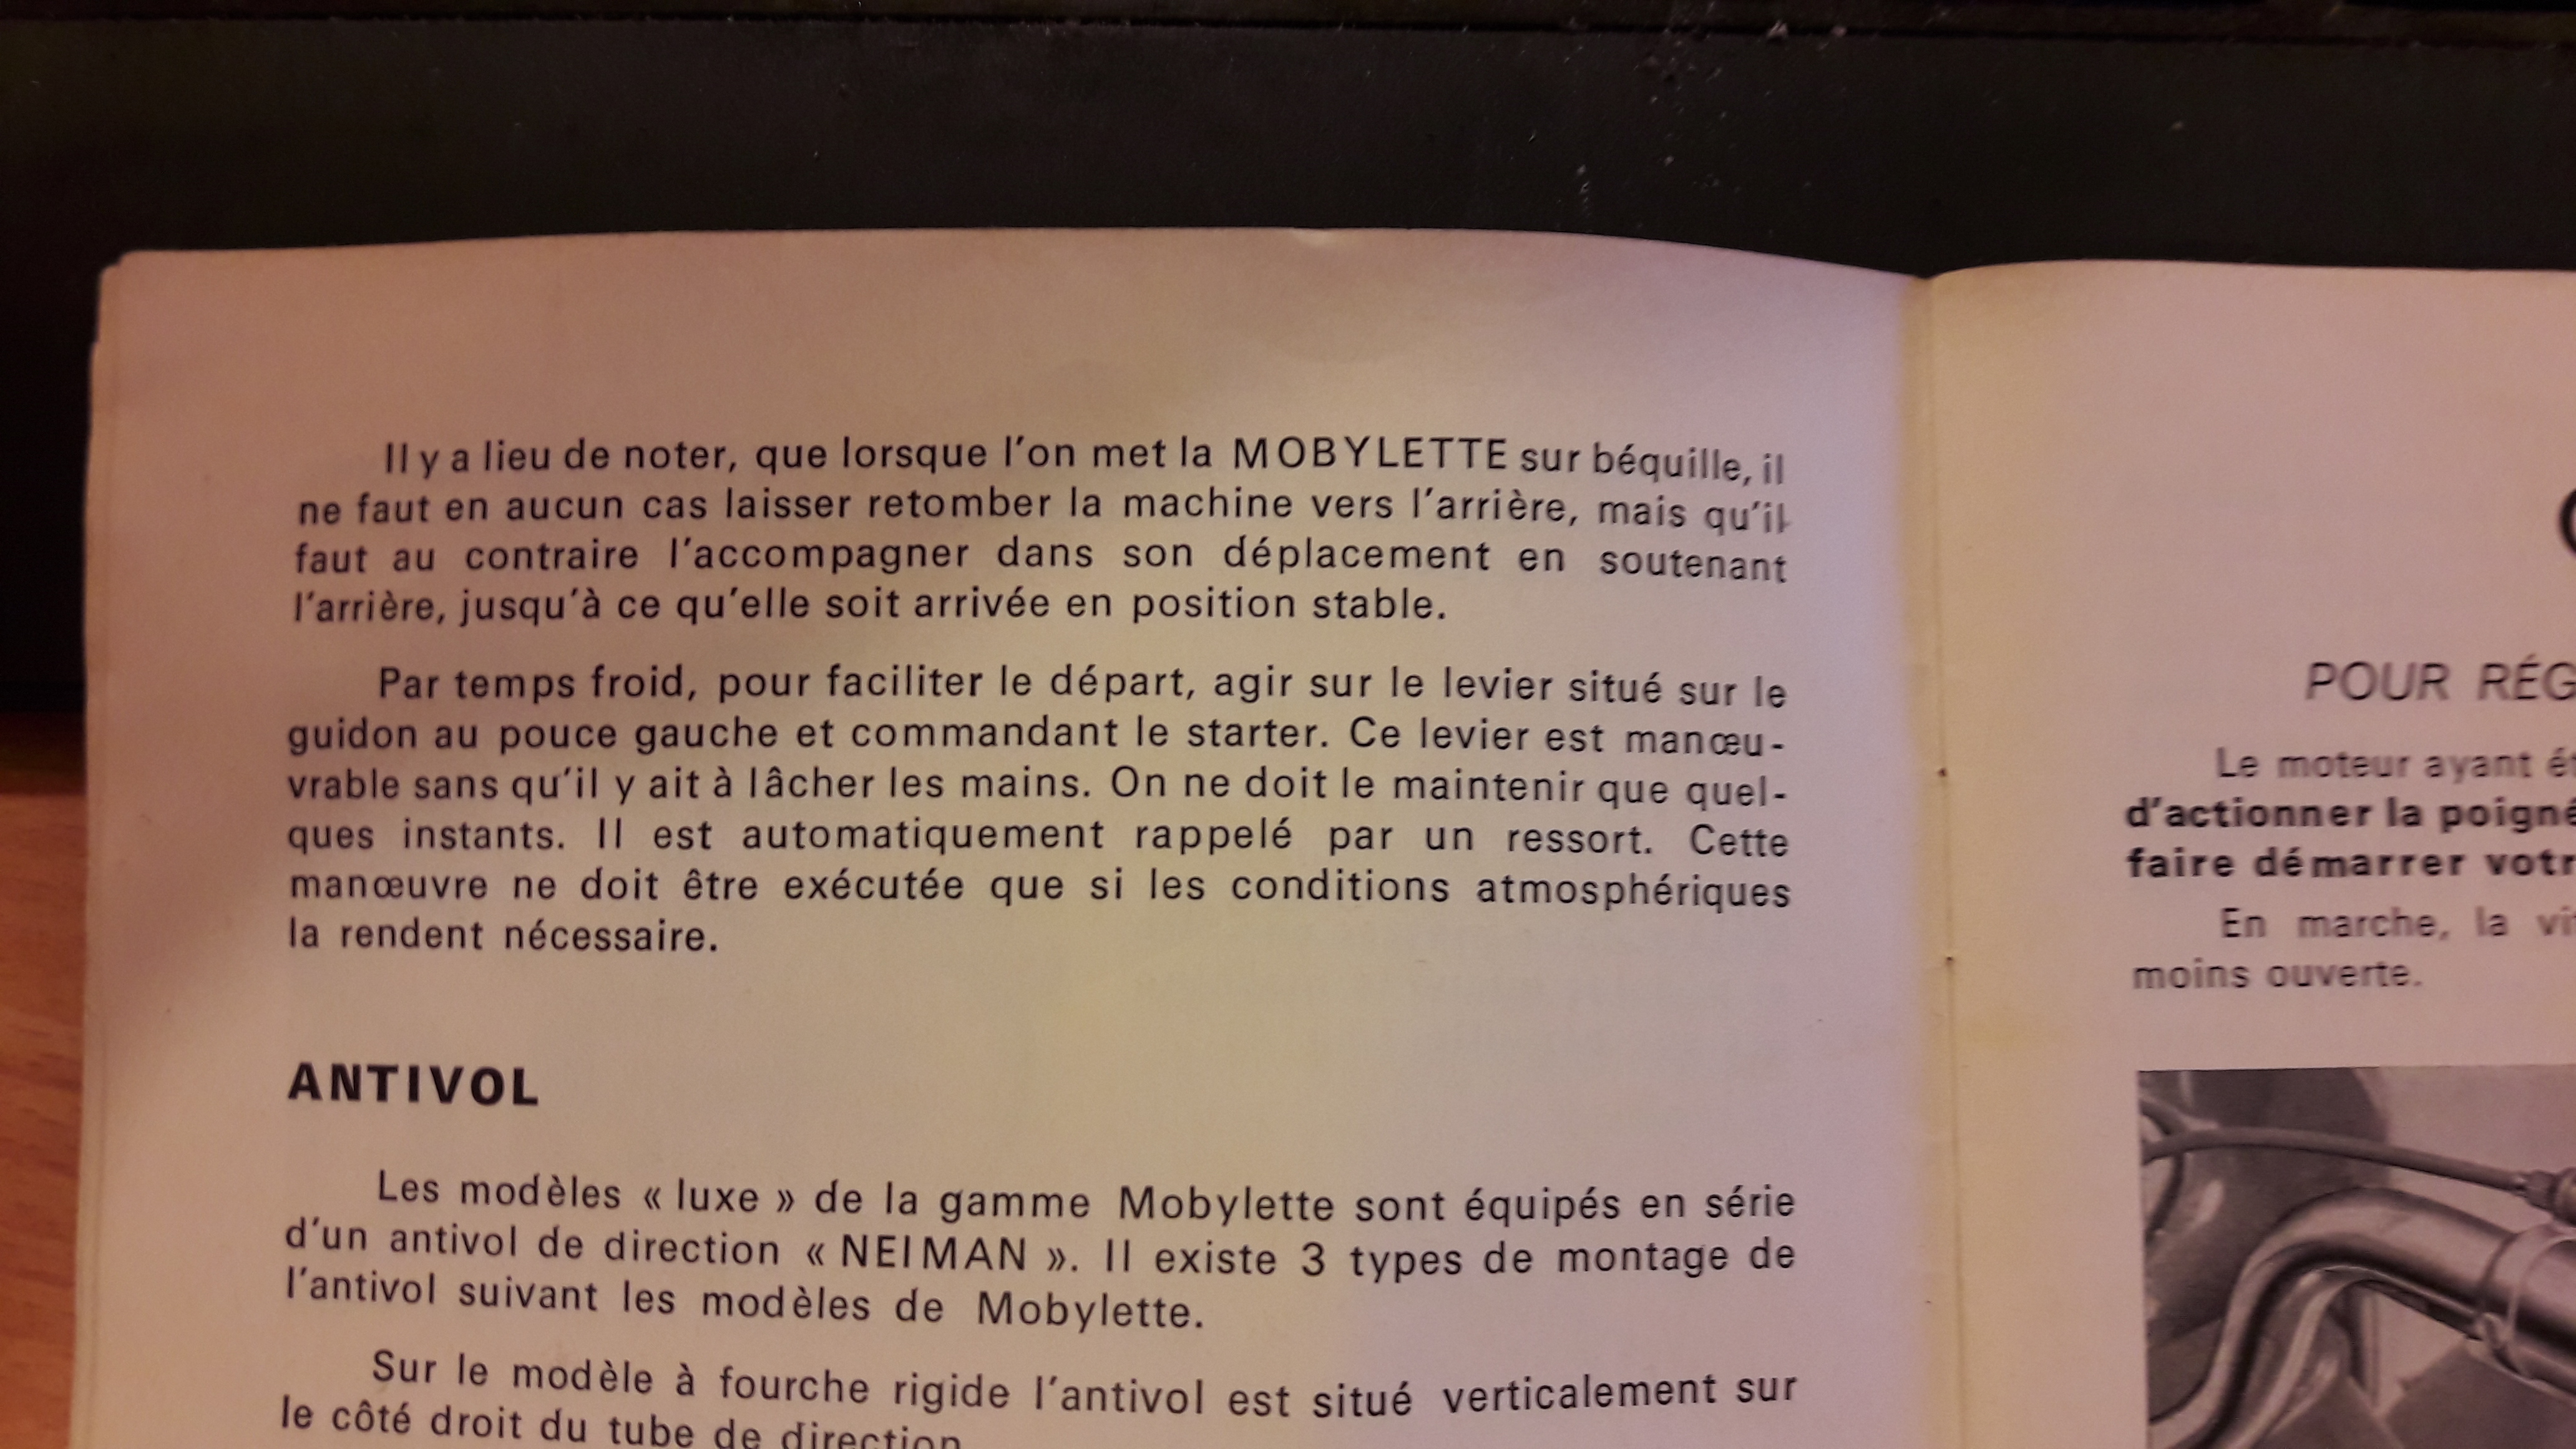 Il y a lieu de noter, que lorsque l'on met la MOBYLETTE sur béquille, il
ne faut en aucun cas laisser retomber la machine vers l'arrière, mais qu'il
faut au contraire l'accompagner dans son déplacement en soutenant
l'arrière, jusqu'à ce qu'elle soit arrivée en position stable.
Par temps froid, pour faciliter le départ, agir sur le levier situé sur le
guidon au pouce gauche et commandant le starter. Ce levier est manœu-
vrable sans qu'il y ait à lâcher les mains. On ne doit le maintenir que quel-
ques instants. Il est automatiquement rappelé par un ressort. Cette
manœuvre ne doit être exécutée que si les conditions atmosphériques
la rendent nécessaire.
ANTIVOL
Les modèles « luxe » de la gamme Mobylette sont équipés en série
d'un antivol de direction « NEIMAN ». Il existe 3 types de montage de
l'antivol suivant les modèles de Mobylette.
Sur le modèle à fourche rigide l'antivol est situé verticalement sur
le côté droit du tube de direction
POUR
Le moteur ayant
d'actionner la
faire démarrer
En marche, la
moins ouverte.